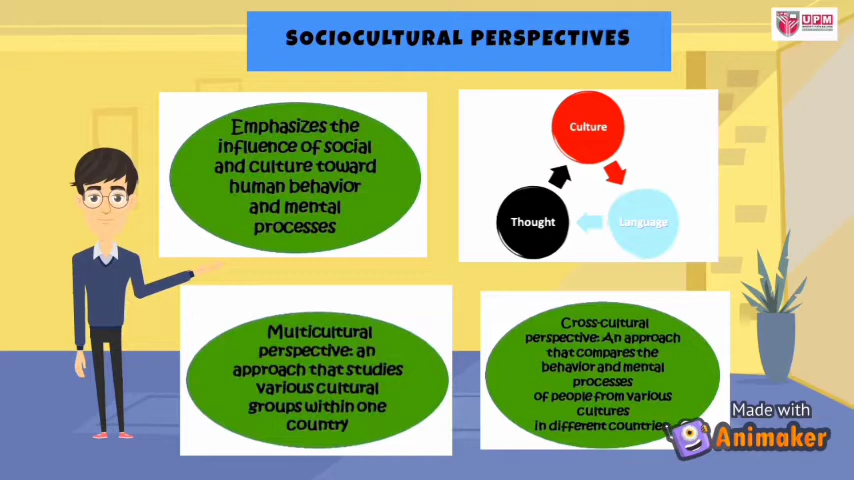 SOCIOCULTURAL PERSPECTIVES
UPM
Emphasizes the
influence of social
and culture toward
human behavior
and mental
processes
Culture
Thought
Language
Multicultural
perspective: an
approach that studies
various cultural
groups within one
country
Cross-cultural
perspective: An approach
that compares the
behavior and mental
processes
of people from various
cultures
in different countries
Made with
Animaker